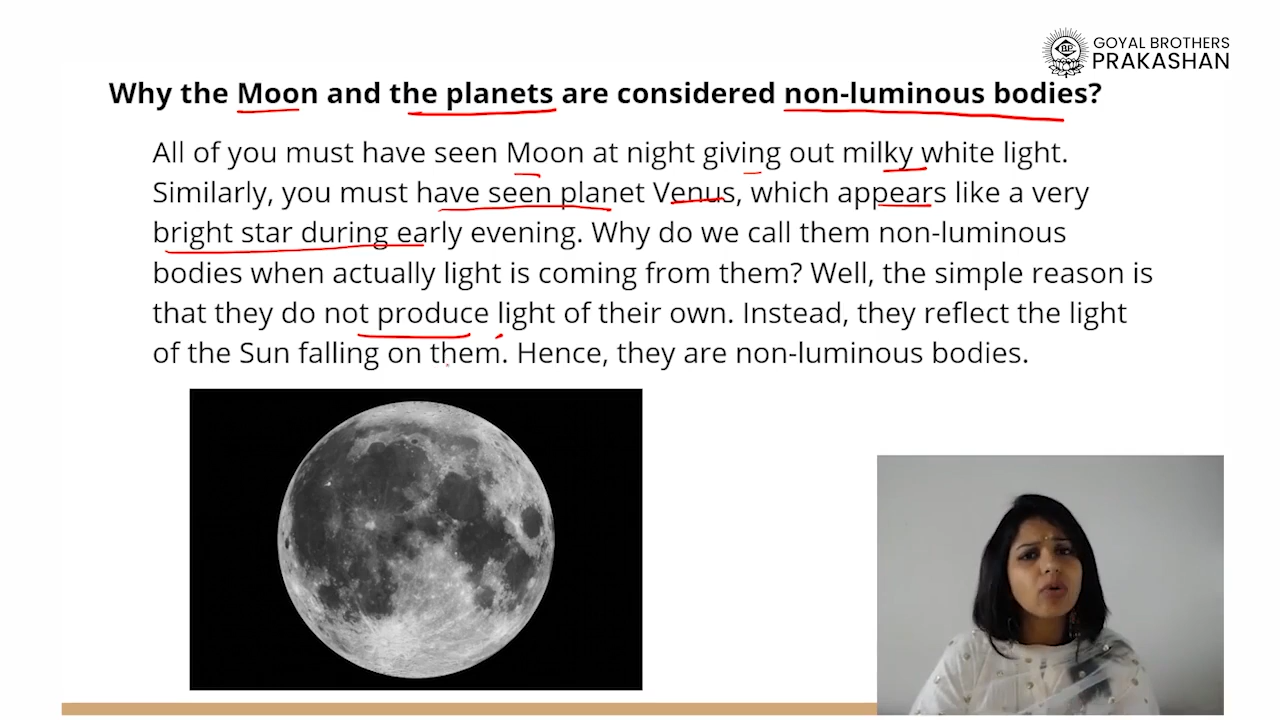 GOYAL BROTHERS
PRAKASHAN
Why the Moon and the planets are considered non-luminous bodies?
All of you must have seen Moon at night giving out milky white light.
Similarly, you must have seen planet Venus, which appears like a very
bright star during early evening. Why do we call them non-luminous
bodies when actually light is coming from them? Well, the simple reason is
that they do not produce light of their own. Instead, they reflect the light
of the Sun falling on them. Hence, they are non-luminous bodies.